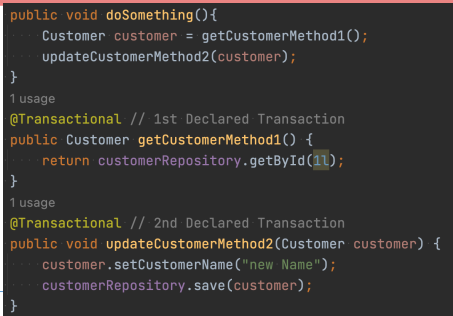 public void doSomething(){
Customer customer = getCustomerMethod1();
updateCustomerMethod2(customer);
}
1 usage
@Transactional // 1st Declared Transaction
public Customer getCustomerMethod1() {
return customerRepository.getById(1l);
}
1 usage
@Transactional // 2nd Declared Transaction
public void updateCustomerMethod2(Customer customer) {
customer.setCustomerName("new Name");
customerRepository.save(customer);
}